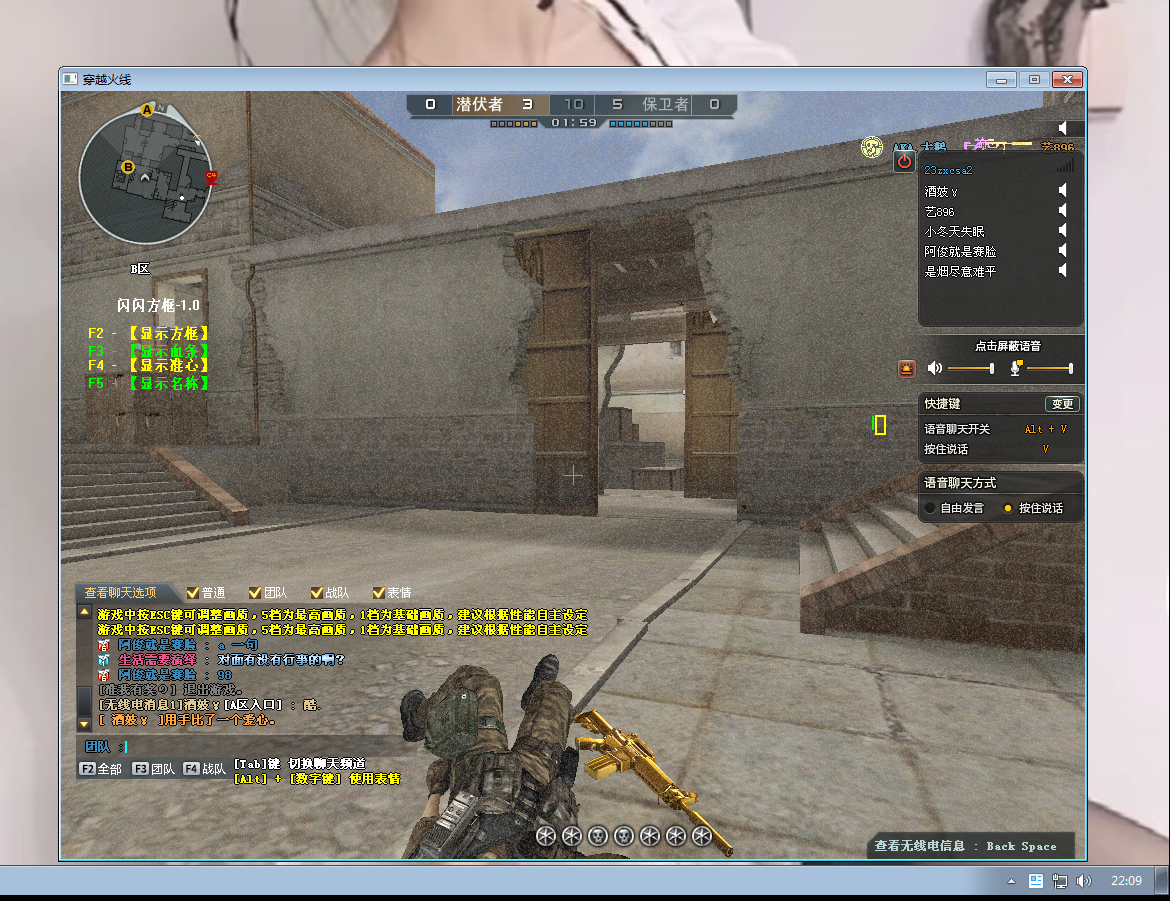 穿越火线
0 潜伏者 3 10 5 保卫者 0
01:59
A N
B
C4
艺896
23zxcsa2
酒妓γ
艺896
小冬天失眠
阿俊就是赛脸
是烟尽意难平
B区
闪闪方框-1.0
F2 - 【显示方框】
F3 - 【显示血条】
F4 - 【显示准心】
F5 - 【显示名称】
点击屏蔽语音
快捷键 变更
语音聊天开关 Alt + V
按住说话 V
语音聊天方式
自由发言 按住说话
查看聊天选项 普通 团队 战队 表情
游戏中按ESC键可调整画质，5档为最高画质，1档为基础画质，建议根据性能自主设定
游戏中按ESC键可调整画质，5档为最高画质，1档为基础画质，建议根据性能自主设定
阿俊就是赛脸 : a 一句
生活需要演绎 : 对面有没有行事的啊?
阿俊就是赛脸 : 98
退出游戏。
[无线电消息1]酒妓γ[A区入口] : 酷.
[ 酒妓γ ]用手比了一个爱心。
团队 :
F2 全部 F3 团队 F4 战队 [Tab]键 切换聊天频道
[Alt] + [数字键] 使用表情
查看无线电信息 : Back Space
22:09